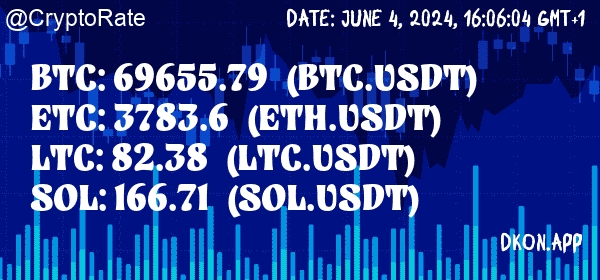 @CryptoRate
DATE: JUNE 4, 2024, 16:06:04 GMT+1
BTC: 69655.79 (BTC.USDT)
ETC: 3783.6 (ETH.USDT)
LTC: 82.38 (LTC.USDT)
SOL: 166.71 (SOL.USDT)
DKON.APP